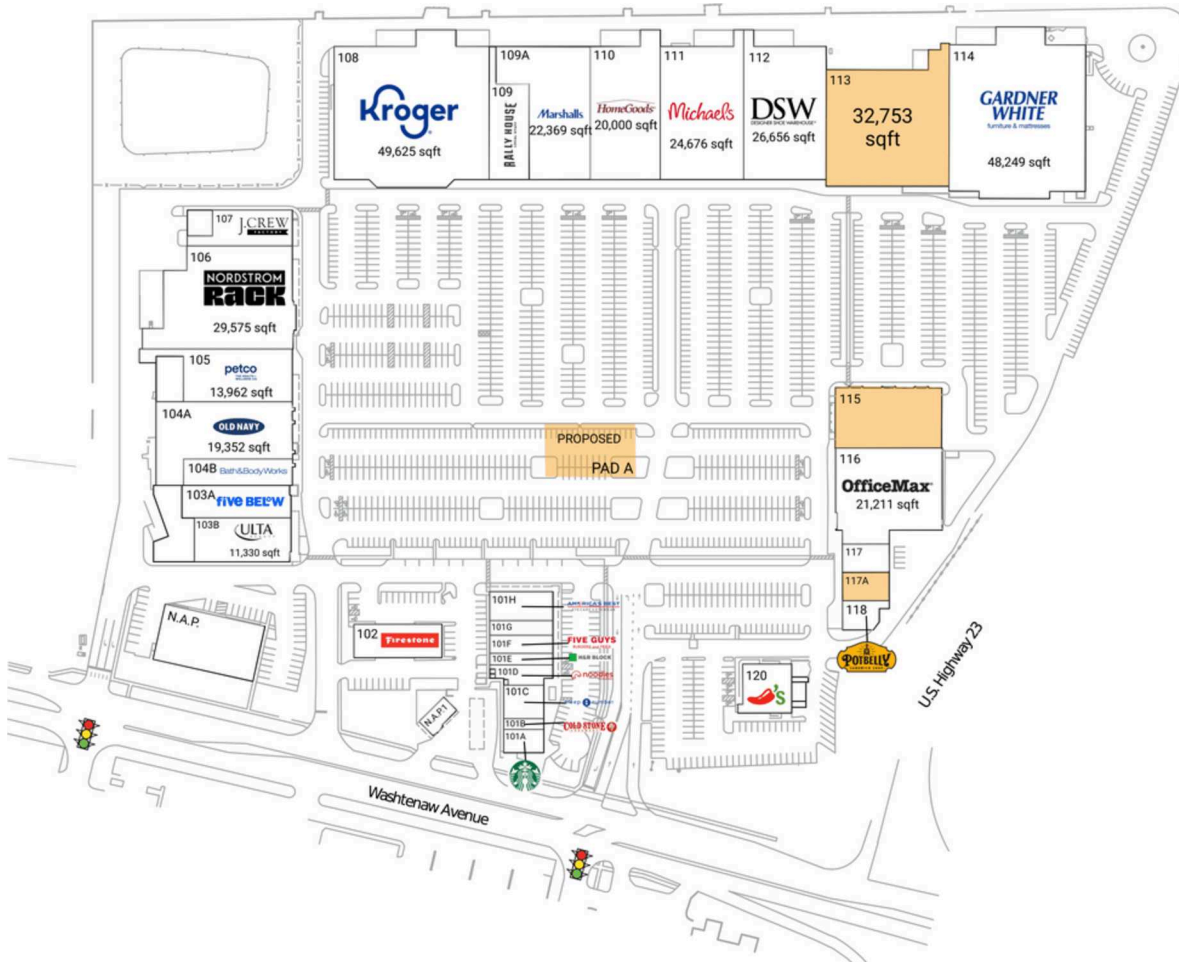 108
Kroger
49,625 sqft
109A
109
RALLY HOUSE
Marshalls
22,369 sqft
110
HomeGoods
20,000 sqft
111
Michaels
24,676 sqft
112
DSW
DESIGNER SHOE WAREHOUSE
26,656 sqft
113
32,753
sqft
114
GARDNER
WHITE
furniture & mattresses
48,249 sqft
107
J.CREW
FACTORY
106
NORDSTROM
RACK
29,575 sqft
105
petco
13,962 sqft
104A
OLD NAVY
19,352 sqft
104B Bath&BodyWorks
103A FIVE BELOW
103B
ULTA
11,330 sqft
PROPOSED
PAD A
115
116
OfficeMax
21,211 sqft
117
117A
118
POTBELLY
SANDWICH SHOP
120
'S
N.A.P.
102
Firestone
N.A.P.1
101H
AMERICA'S BEST
101G
101F
FIVE GUYS
BURGERS and FRIES
101E
H&R BLOCK
101D
noodles
101C
101B
COLD STONE
101A
Washtenaw Avenue
U.S. Highway 23